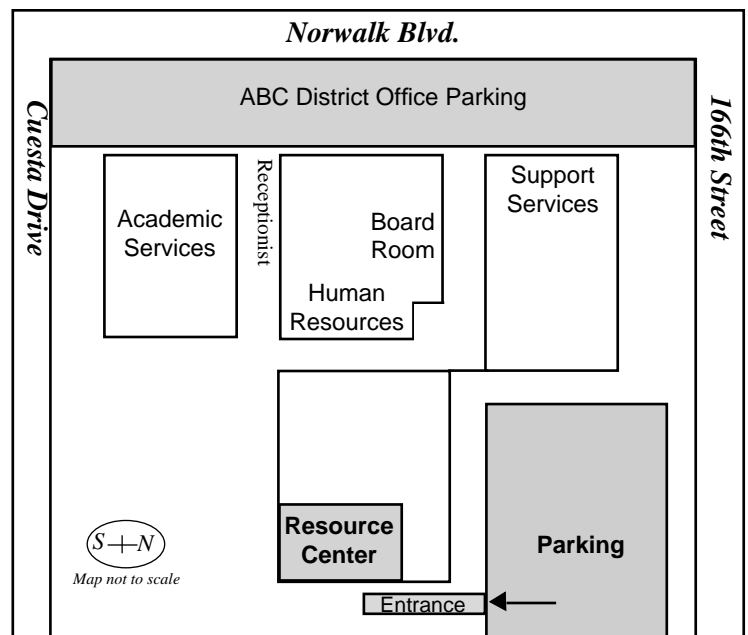 Norwalk Blvd.
ABC District Office Parking
Cuesta Drive
166th Street
Academic
Services
Receptionist
Board
Room
Human
Resources
Support
Services
Resource
Center
Parking
Entrance
S N
Map not to scale